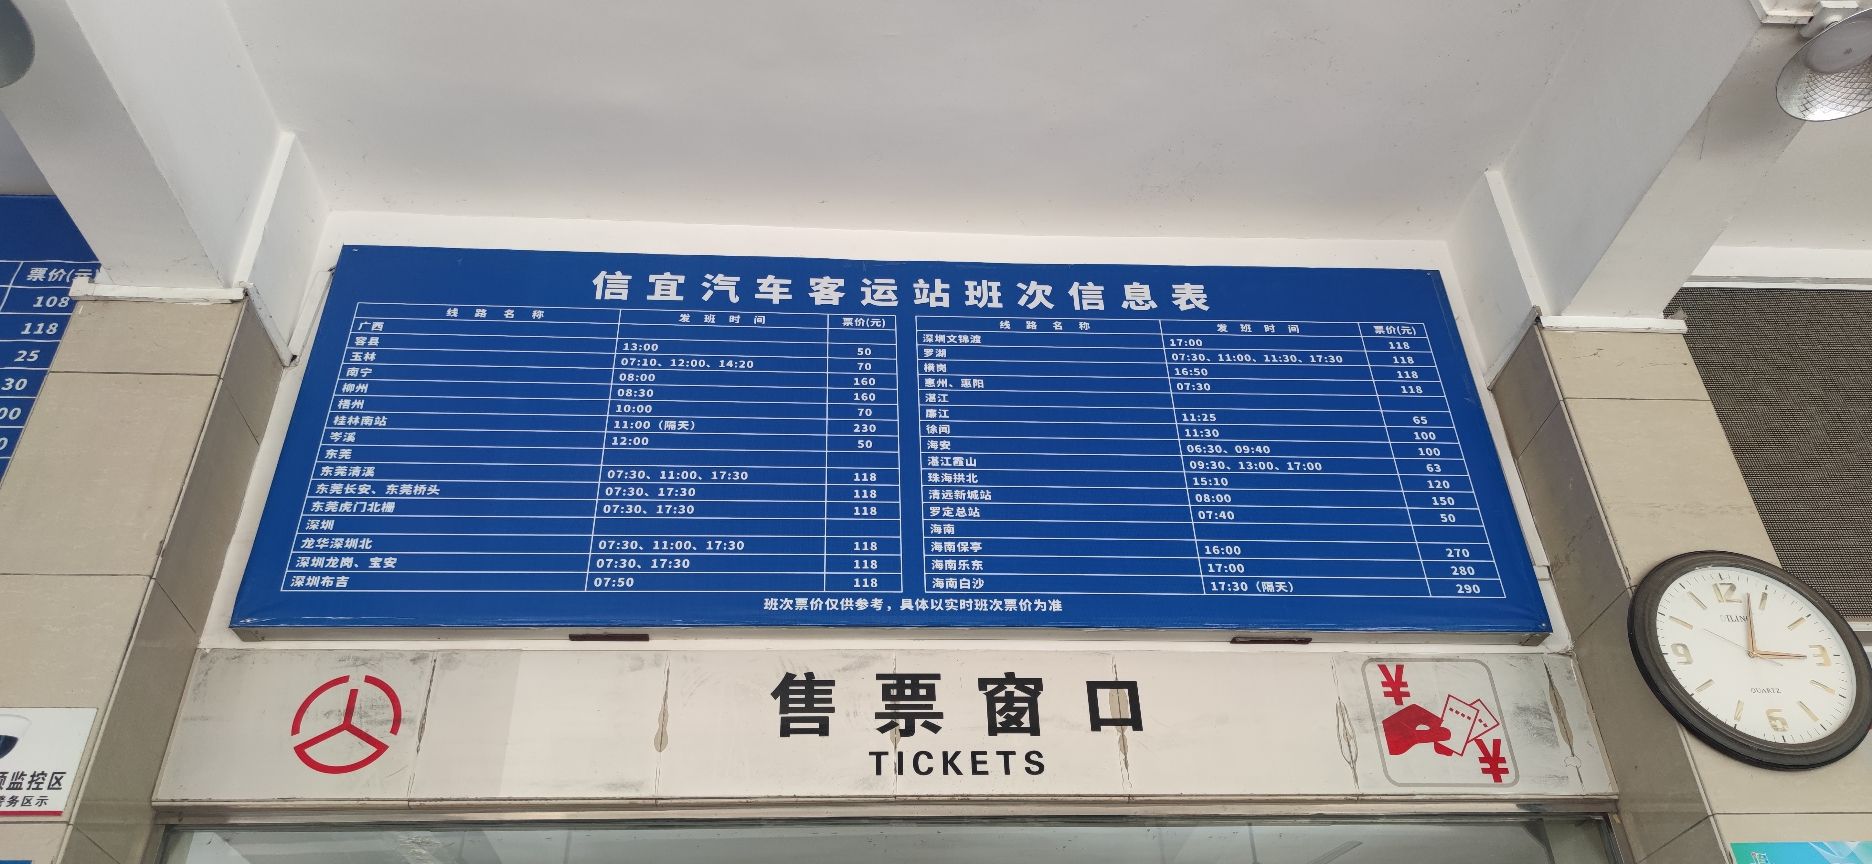 票价(元)
108
118
25
30
信宜汽车客运站班次信息表
线路名称 发班时间 票价(元)
广西
容县 13:00 50
玉林 07:10、12:00、14:20 70
南宁 08:00 160
柳州 08:30 160
梧州 10:00 70
桂林南站 11:00（隔天） 230
岑溪 12:00 50
东莞
东莞清溪 07:30、11:00、17:30 118
东莞长安、东莞桥头 07:30、17:30 118
东莞虎门北栅 07:30、17:30 118
深圳
龙华深圳北 07:30、11:00、17:30 118
深圳龙岗、宝安 07:30、17:30 118
深圳布吉 07:50 118
线路名称 发班时间 票价(元)
深圳文锦渡 17:00 118
罗湖 07:30、11:00、11:30、17:30 118
横岗 16:50 118
惠州、惠阳 07:30 118
湛江
廉江 11:25 65
徐闻 11:30 100
海安 06:30、09:40 100
湛江霞山 09:30、13:00、17:00 63
珠海拱北 15:10 120
清远新城站 08:00 150
罗定总站 07:40 50
海南
海南保亭 16:00 270
海南乐东 17:00 280
海南白沙 17:30（隔天） 290
班次票价仅供参考，具体以实时班次票价为准
售票窗口
TICKETS
监控区
务区示
12
3
6
9
QUARTZ